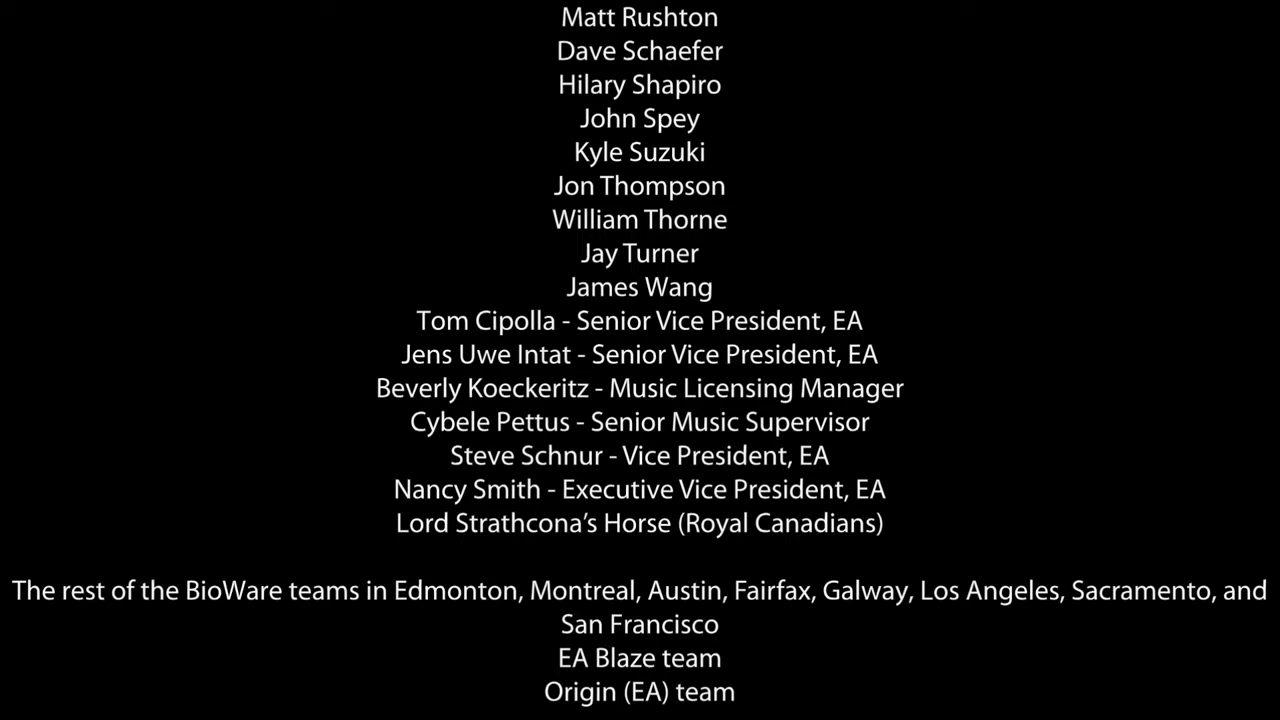 Matt Rushton
Dave Schaefer
Hilary Shapiro
John Spey
Kyle Suzuki
Jon Thompson
William Thorne
Jay Turner
James Wang
Tom Cipolla - Senior Vice President, EA
Jens Uwe Intat - Senior Vice President, EA
Beverly Koeckeritz - Music Licensing Manager
Cybele Pettus - Senior Music Supervisor
Steve Schnur - Vice President, EA
Nancy Smith - Executive Vice President, EA
Lord Strathcona’s Horse (Royal Canadians)
The rest of the BioWare teams in Edmonton, Montreal, Austin, Fairfax, Galway, Los Angeles, Sacramento, and
San Francisco
EA Blaze team
Origin (EA) team